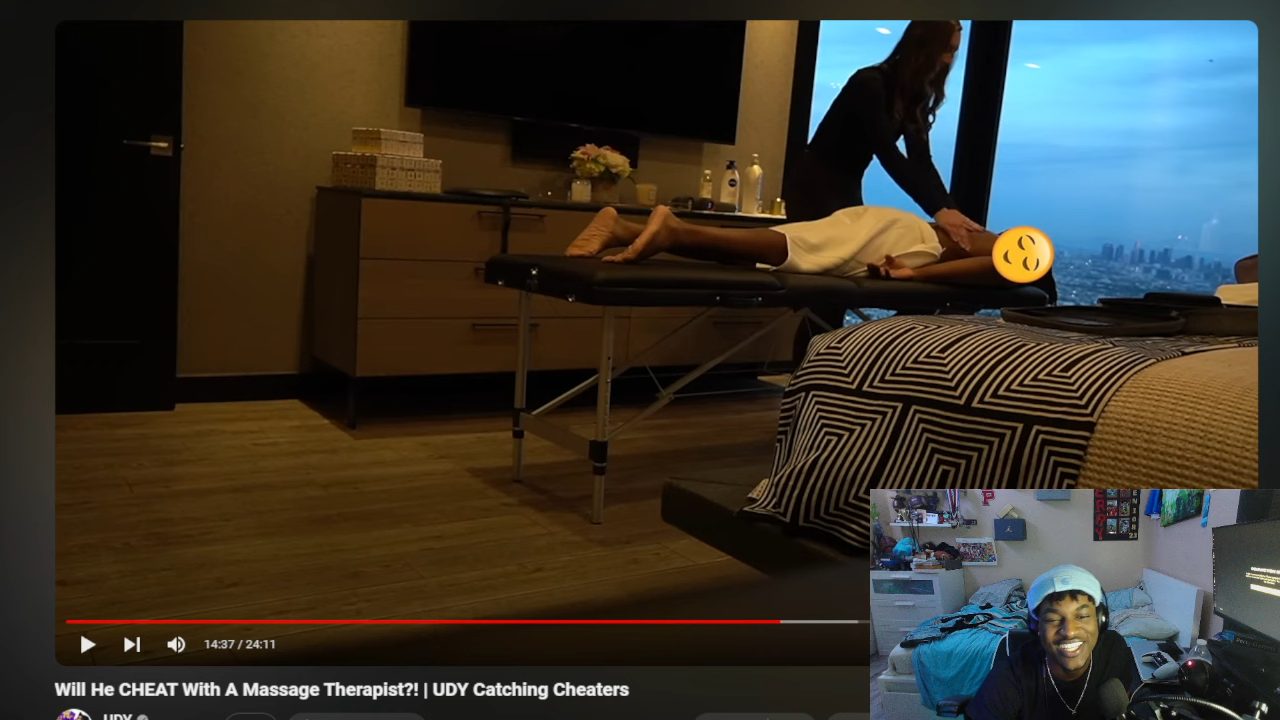 14:37 / 24:11
Will He CHEAT With A Massage Therapist?! | UDY Catching Cheaters
UDY